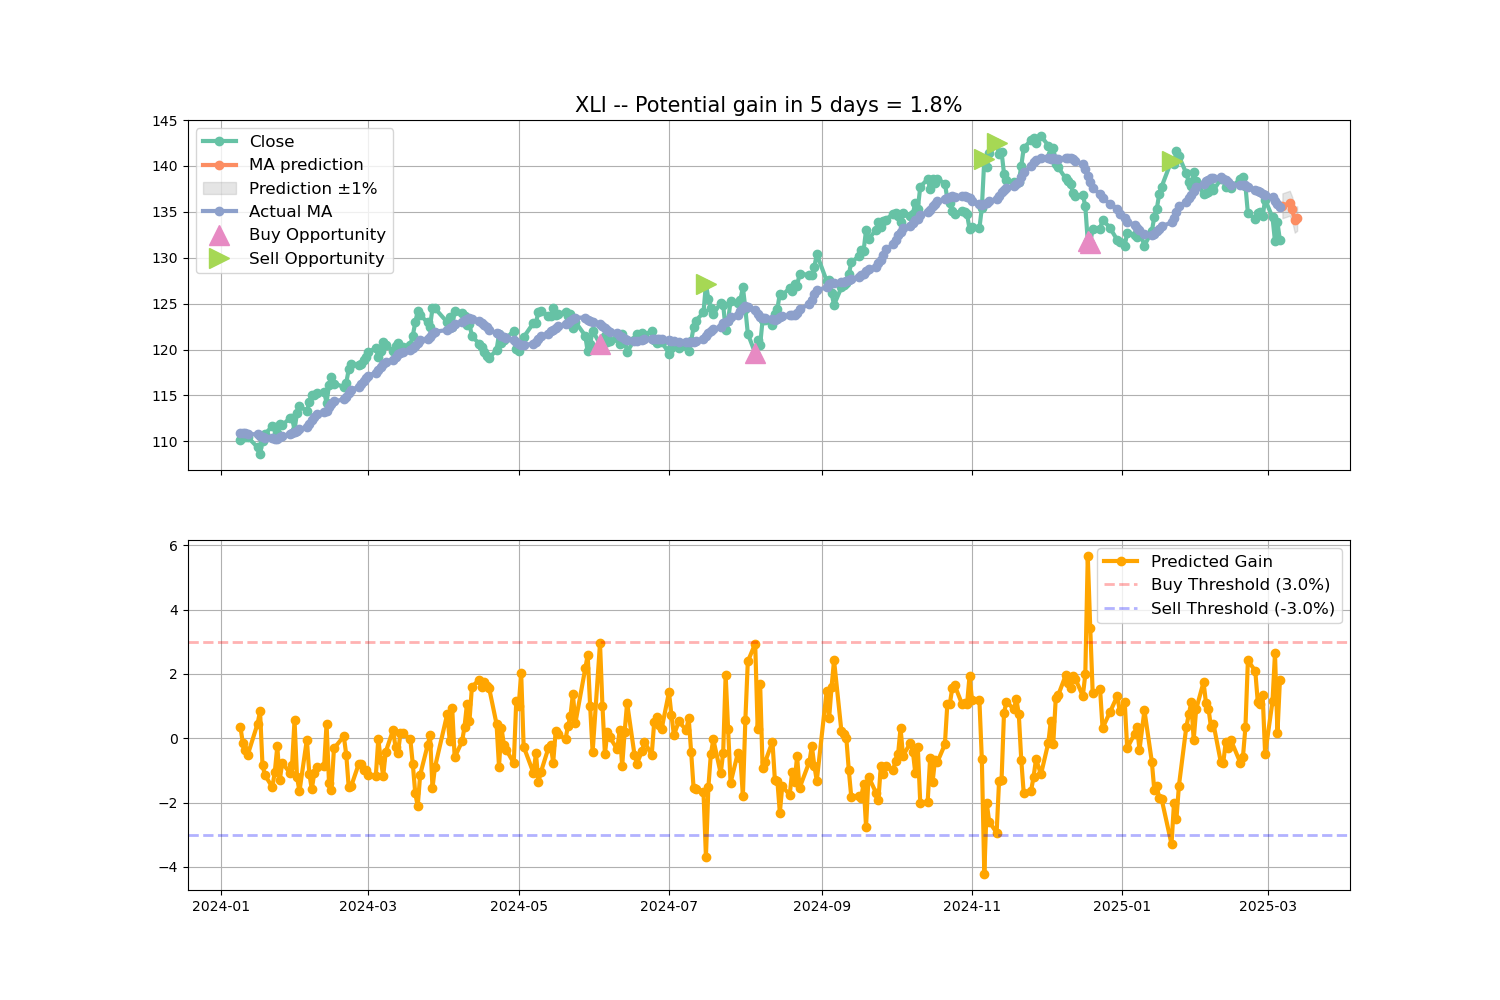 XLI -- Potential gain in 5 days = 1.8%
145
140
135
130
125
120
115
110
Close
MA prediction
Prediction ±1%
Actual MA
Buy Opportunity
Sell Opportunity
6
4
2
0
−2
−4
Predicted Gain
Buy Threshold (3.0%)
Sell Threshold (-3.0%)
2024-01
2024-03
2024-05
2024-07
2024-09
2024-11
2025-01
2025-03